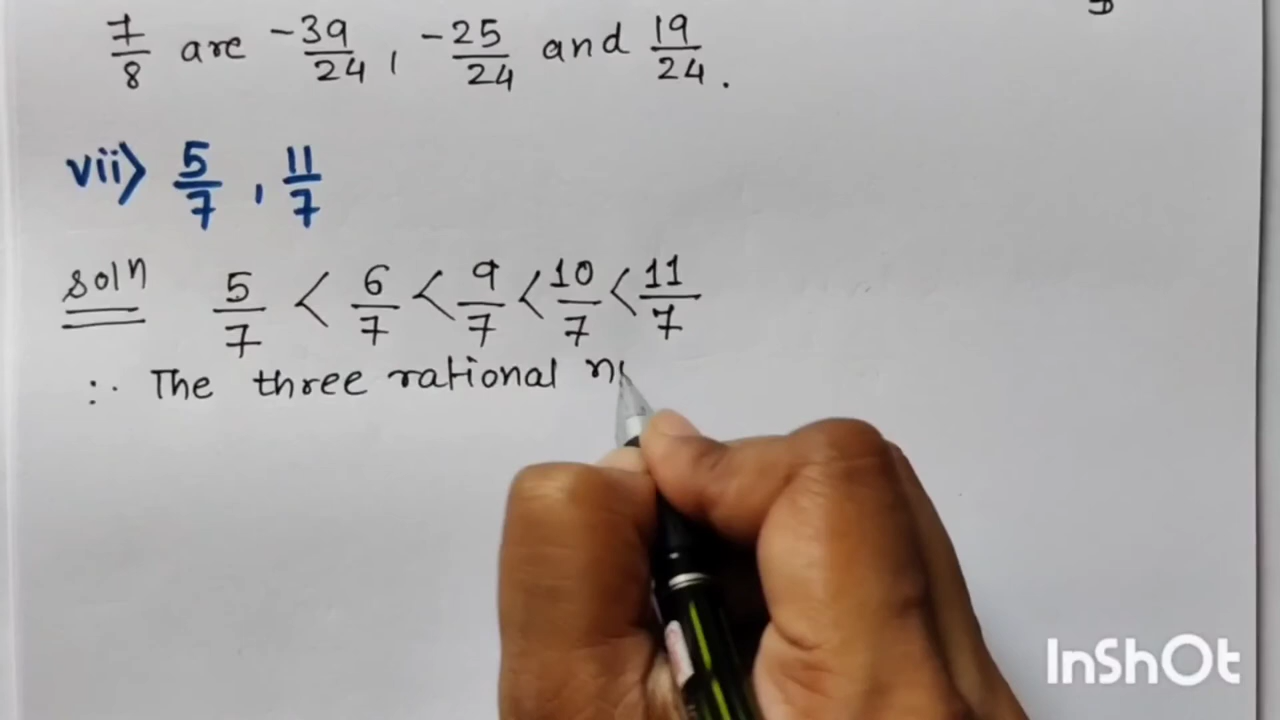 7/8 are -39/24, -25/24 and 19/24.
vii) 5/7, 11/7
Soln 5/7 < 6/7 < 9/7 < 10/7 < 11/7
∴ The three rational
InShOt